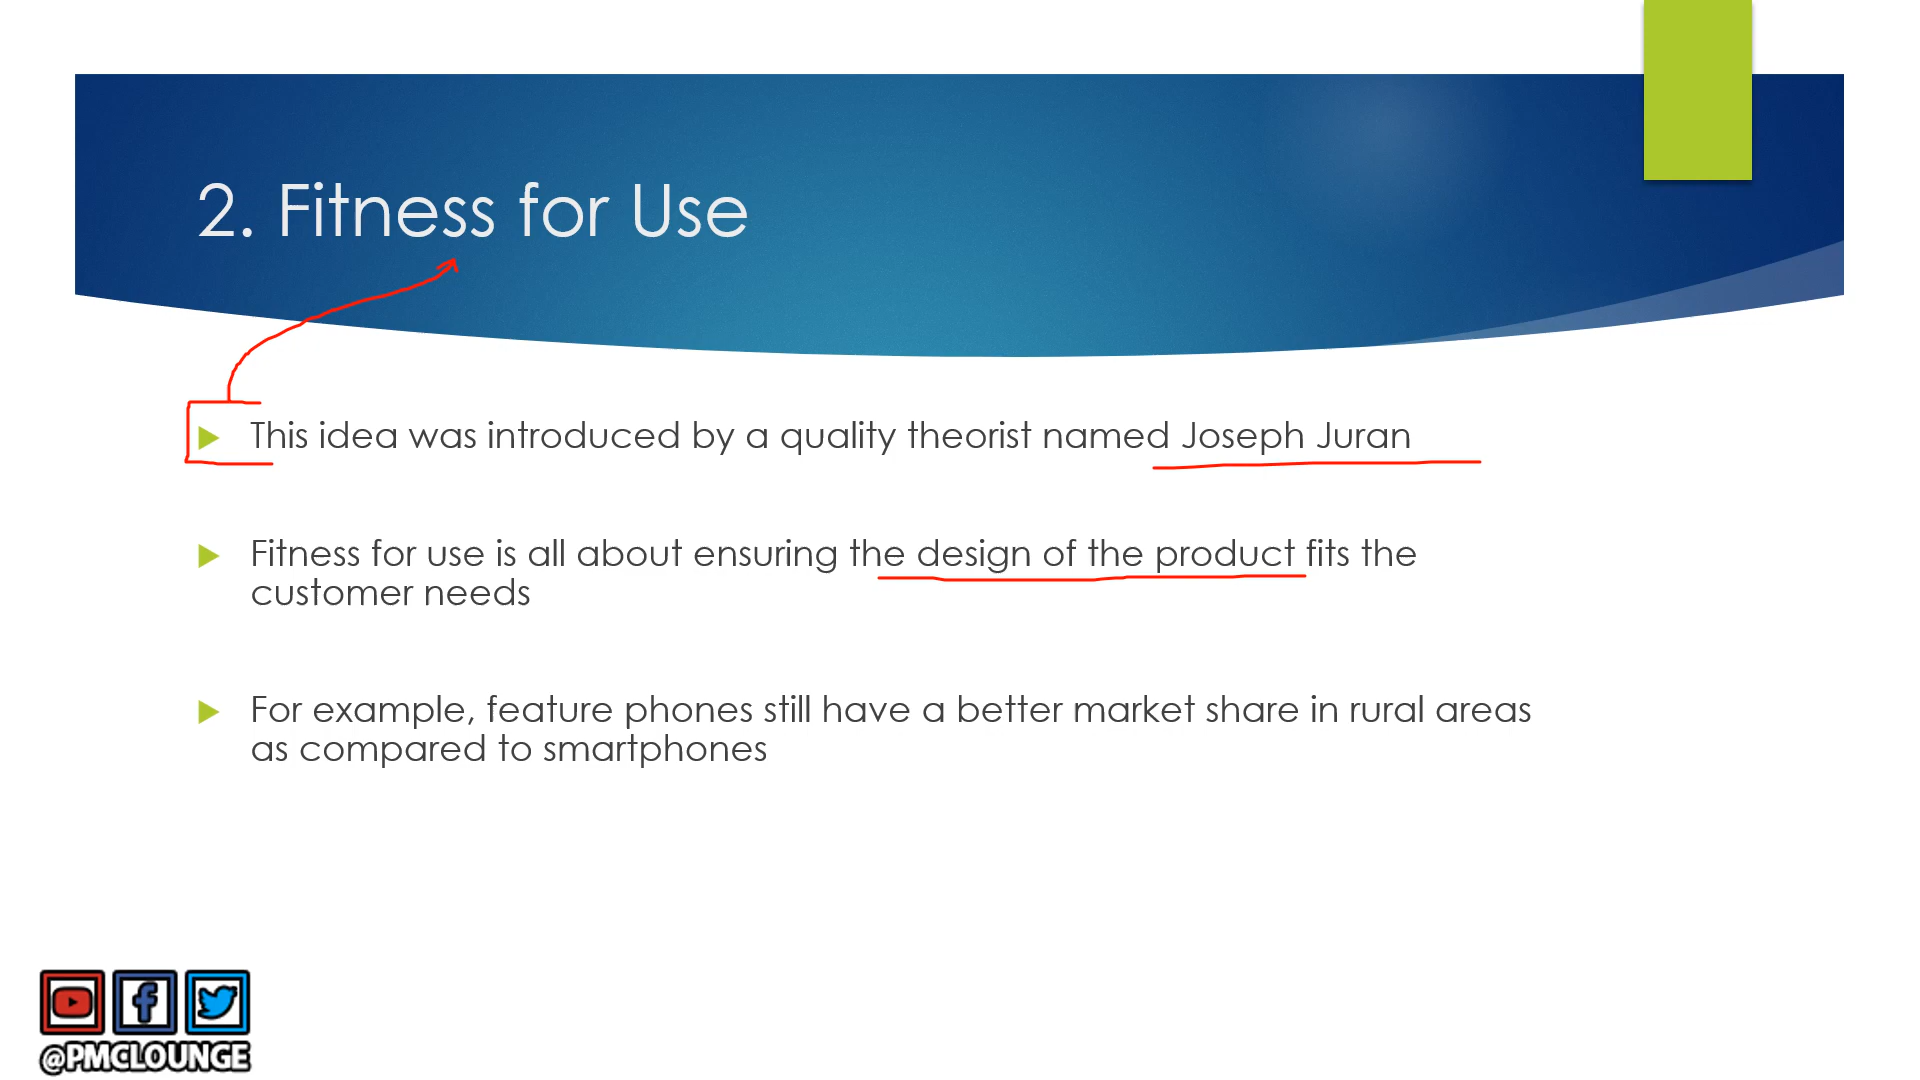 2. Fitness for Use
This idea was introduced by a quality theorist named Joseph Juran
Fitness for use is all about ensuring the design of the product fits the
customer needs
For example, feature phones still have a better market share in rural areas
as compared to smartphones
@PMCLOUNGE